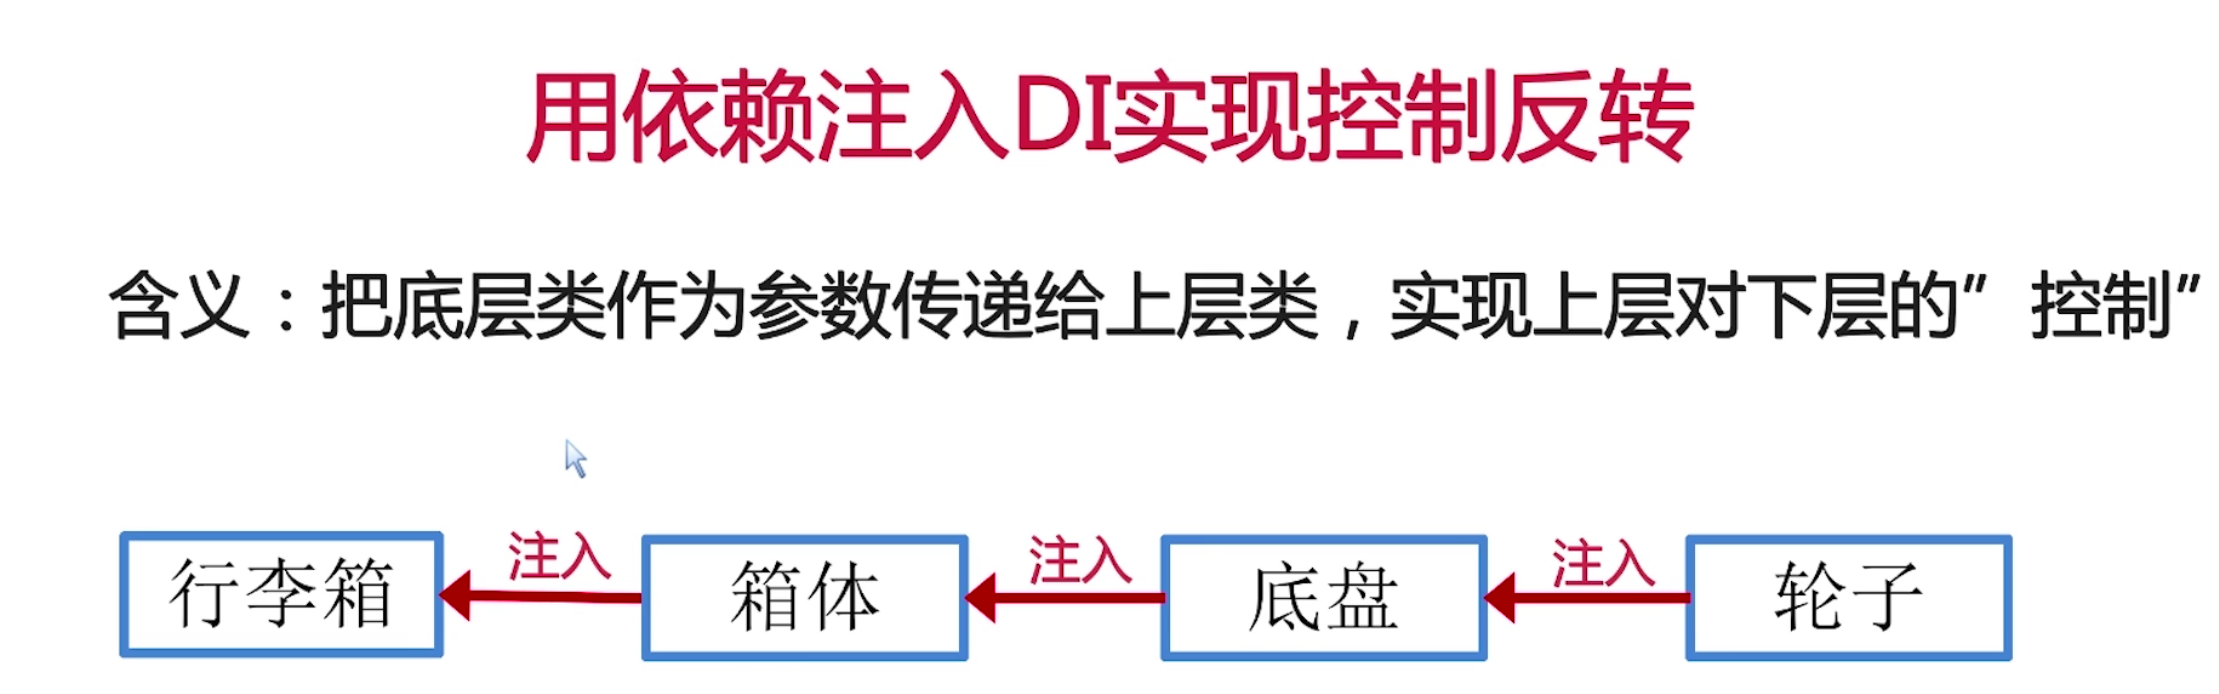 用依赖注入DI实现控制反转
含义：把底层类作为参数传递给上层类，实现上层对下层的”控制”
注入 注入 注入
行李箱 箱体 底盘 轮子